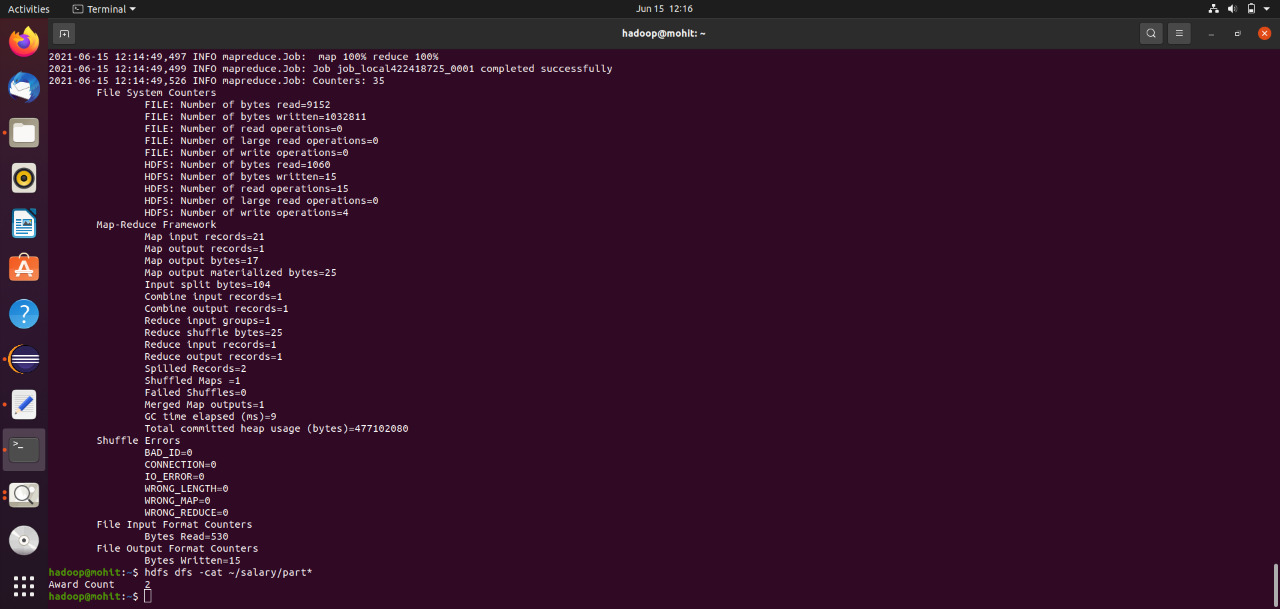 Activities Terminal Jun 15 12:16
hadoop@mohit: ~
2021-06-15 12:14:49,497 INFO mapreduce.Job:  map 100% reduce 100%
2021-06-15 12:14:49,499 INFO mapreduce.Job: Job job_local422418725_0001 completed successfully
2021-06-15 12:14:49,526 INFO mapreduce.Job: Counters: 35
File System Counters
FILE: Number of bytes read=9152
FILE: Number of bytes written=1032811
FILE: Number of read operations=0
FILE: Number of large read operations=0
FILE: Number of write operations=0
HDFS: Number of bytes read=1060
HDFS: Number of bytes written=15
HDFS: Number of read operations=15
HDFS: Number of large read operations=0
HDFS: Number of write operations=4
Map-Reduce Framework
Map input records=21
Map output records=1
Map output bytes=17
Map output materialized bytes=25
Input split bytes=104
Combine input records=1
Combine output records=1
Reduce input groups=1
Reduce shuffle bytes=25
Reduce input records=1
Reduce output records=1
Spilled Records=2
Shuffled Maps =1
Failed Shuffles=0
Merged Map outputs=1
GC time elapsed (ms)=9
Total committed heap usage (bytes)=477102080
Shuffle Errors
BAD_ID=0
CONNECTION=0
IO_ERROR=0
WRONG_LENGTH=0
WRONG_MAP=0
WRONG_REDUCE=0
File Input Format Counters
Bytes Read=530
File Output Format Counters
Bytes Written=15
hadoop@mohit:~$ hdfs dfs -cat ~/salary/part*
Award Count     2
hadoop@mohit:~$